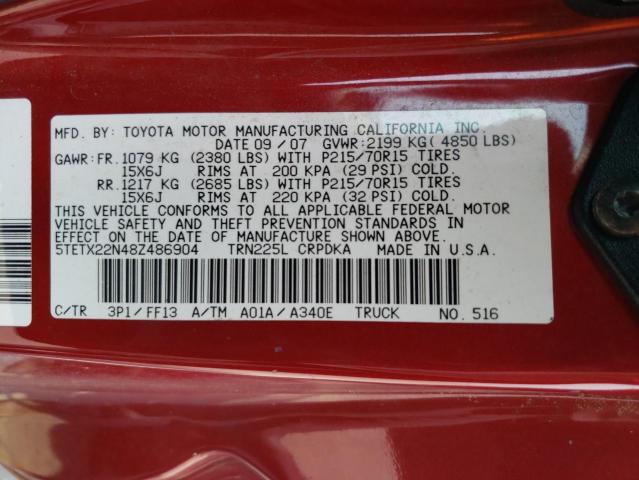 MFD. BY: TOYOTA MOTOR MANUFACTURING CALIFORNIA INC.
DATE 09 / 07 GVWR: 2199 KG( 4850 LBS)
GAWR: FR. 1079 KG (2380 LBS) WITH P215/70R15 TIRES
15X6J RIMS AT 200 KPA (29 PSI) COLD.
RR. 1217 KG (2685 LBS) WITH P215/70R15 TIRES
15X6J RIMS AT 220 KPA (32 PSI) COLD.
THIS VEHICLE CONFORMS TO ALL APPLICABLE FEDERAL MOTOR
VEHICLE SAFETY AND THEFT PREVENTION STANDARDS IN EFFECT
ON THE DATE OF MANUFACTURE SHOWN ABOVE.
5TETX22N48Z486904 TRN225L CRPDKA MADE IN U.S.A.
C/TR 3P1 / FF13 A/TM A01A / A340E TRUCK NO. 516